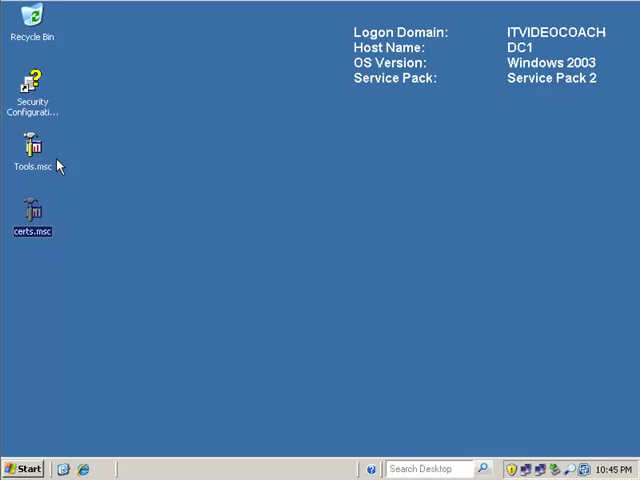 Recycle Bin
Security
Configurati...
Tools.msc
certs.msc
Logon Domain: ITVIDEOCOACH
Host Name: DC1
OS Version: Windows 2003
Service Pack: Service Pack 2
Start
Search Desktop
10:45 PM